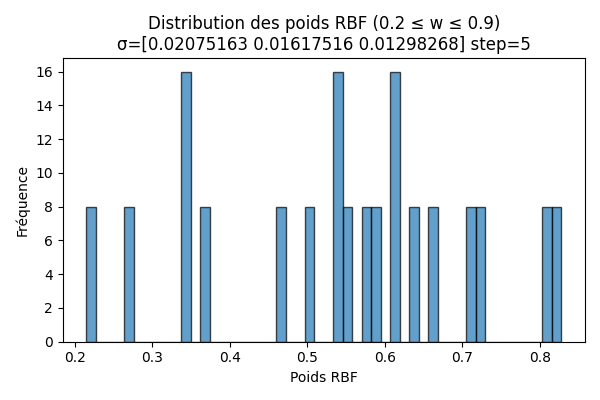 Distribution des poids RBF (0.2 ≤ w ≤ 0.9)
σ=[0.02075163 0.01617516 0.01298268] step=5
16
14
12
10
8
6
4
2
0
Fréquence
0.2 0.3 0.4 0.5 0.6 0.7 0.8
Poids RBF